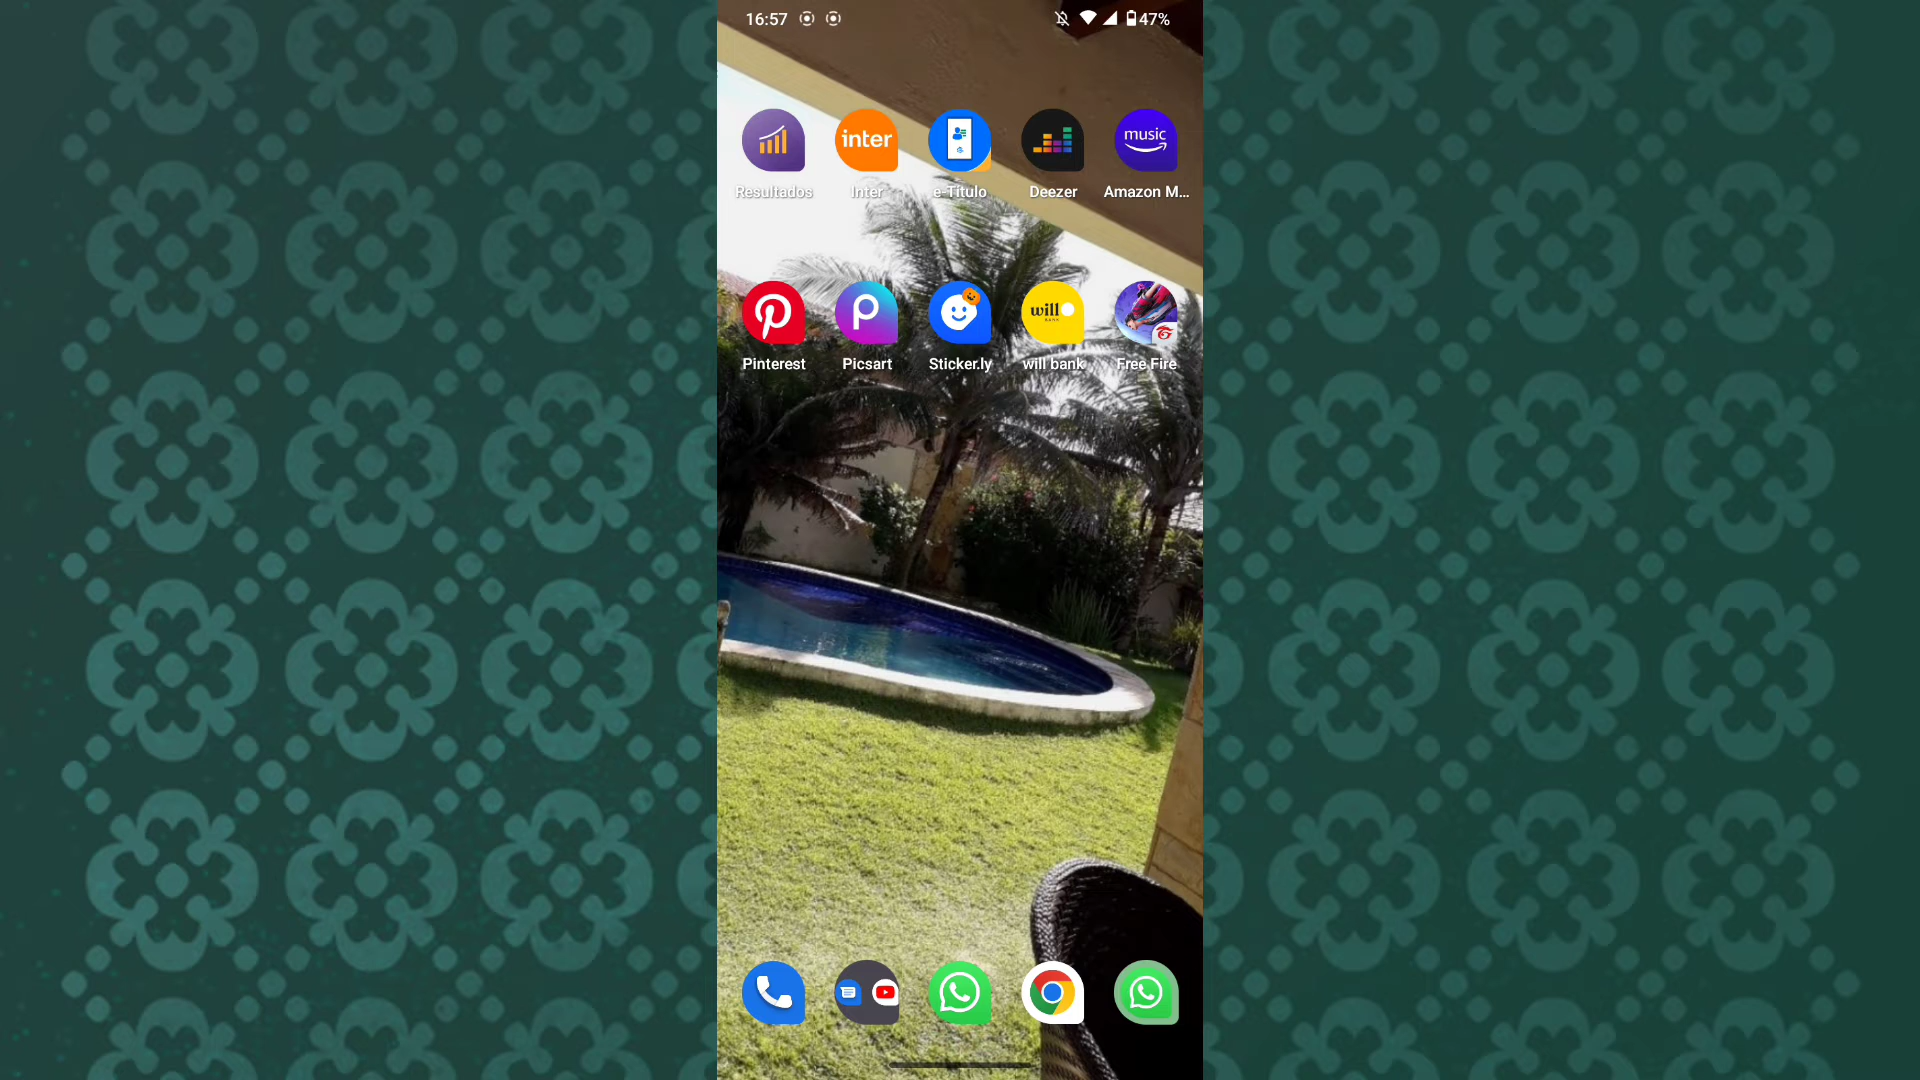 16:57 47%
inter music
Resultados Inter e-Título Deezer Amazon M...
will
BANK
Pinterest Picsart Sticker.ly will bank Free Fire